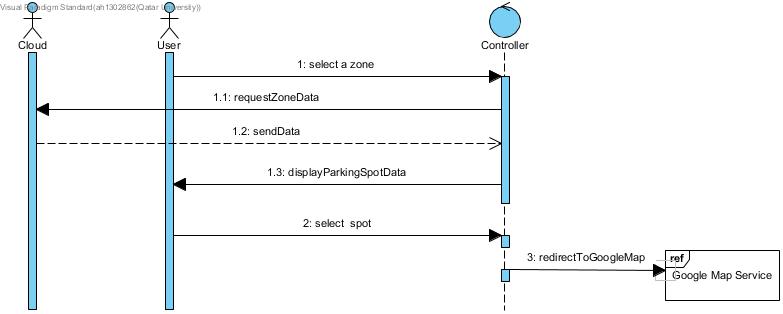 Visual Paradigm Standard(ah1302862(Qatar University))
Cloud
User
Controller
1: select a zone
1.1: requestZoneData
1.2: sendData
1.3: displayParkingSpotData
2: select spot
3: redirectToGoogleMap
ref
Google Map Service